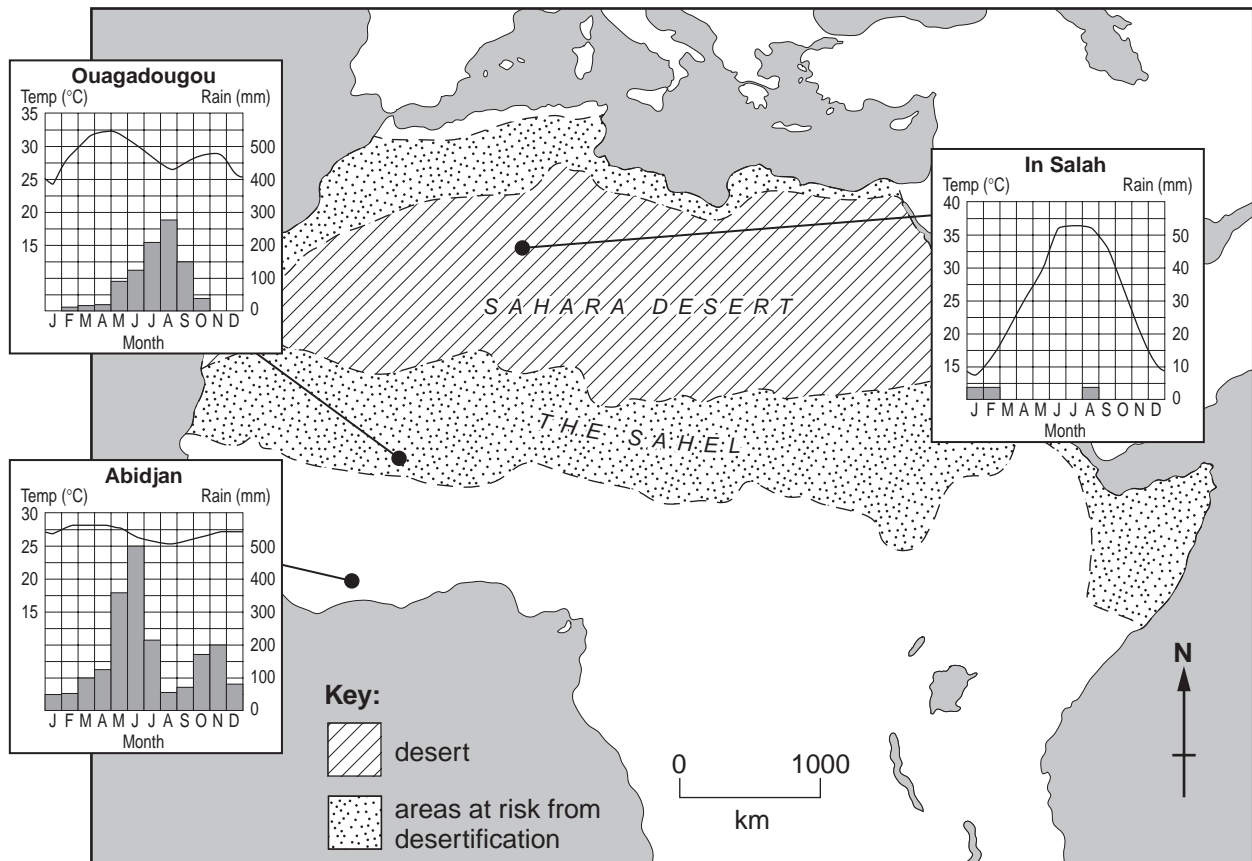 Ouagadougou
Temp (°C) Rain (mm)
35
30 500
25 400
20 300
15 200
100
0
J F M A M J J A S O N D
Month
In Salah
Temp (°C) Rain (mm)
40
35 50
30 40
25 30
20 20
15 10
0
J F M A M J J A S O N D
Month
SAHARA DESERT
THE SAHEL
Abidjan
Temp (°C) Rain (mm)
30
25 500
20 400
15 300
200
100
0
J F M A M J J A S O N D
Month
Key:
desert
areas at risk from
desertification
0 1000
km
N